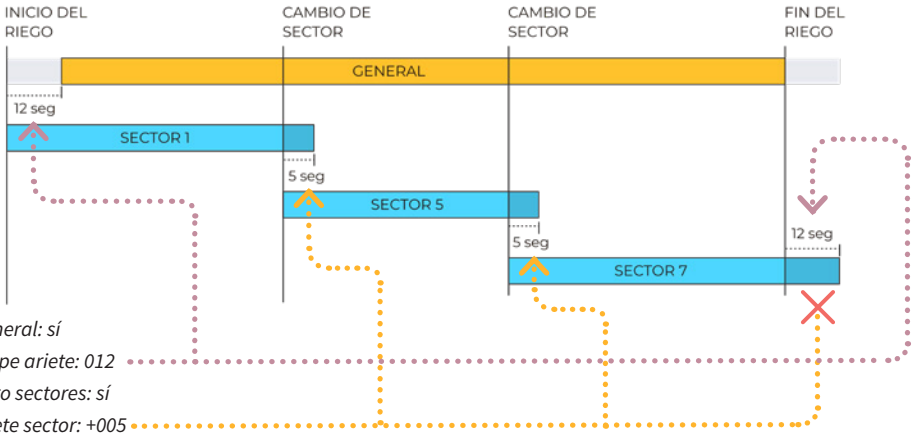 INICIO DEL
RIEGO
CAMBIO DE
SECTOR
CAMBIO DE
SECTOR
FIN DEL
RIEGO
GENERAL
12 seg
SECTOR 1
5 seg
SECTOR 5
5 seg
12 seg
SECTOR 7
neral: sí
pe ariete: 012
o sectores: sí
ete sector: +005